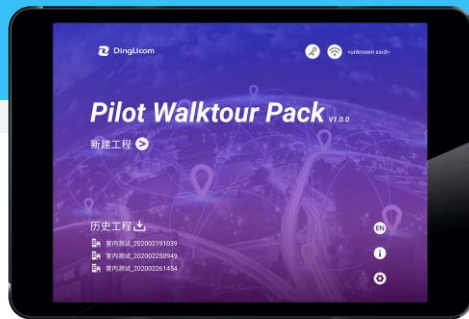 DingLicom
<unknown ssid>
Pilot Walktour Pack V1.0.0
新建工程
历史工程
室内测试_202002191039
室内测试_202002250949
室内测试_202002261454
EN
i